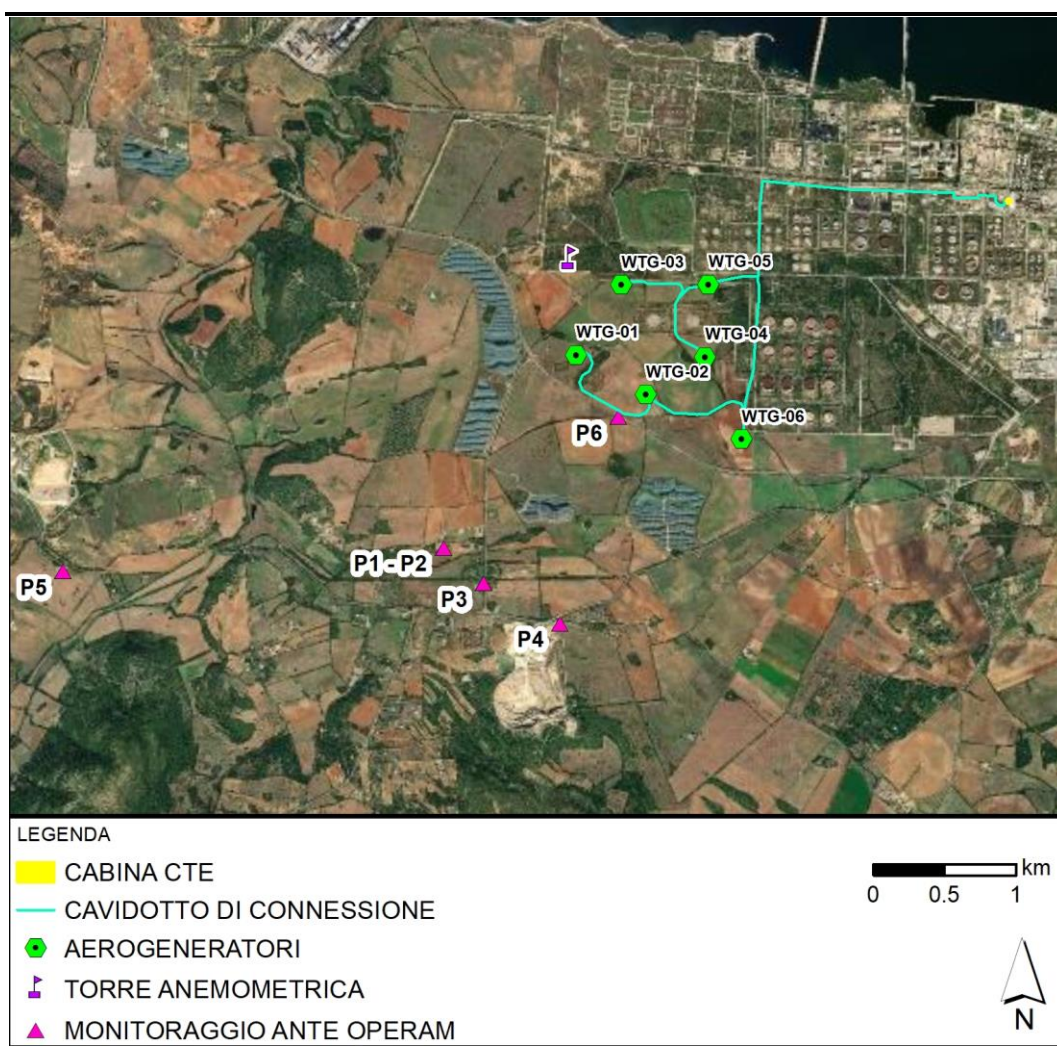 WTG-03
WTG-05
WTG-01
WTG-04
WTG-02
P6
WTG-06
P1 - P2
P5
P3
P4
LEGENDA
CABINA CTE
CAVIDOTTO DI CONNESSIONE
AEROGENERATORI
TORRE ANEMOMETRICA
MONITORAGGIO ANTE OPERAM
km
0 0.5 1
N